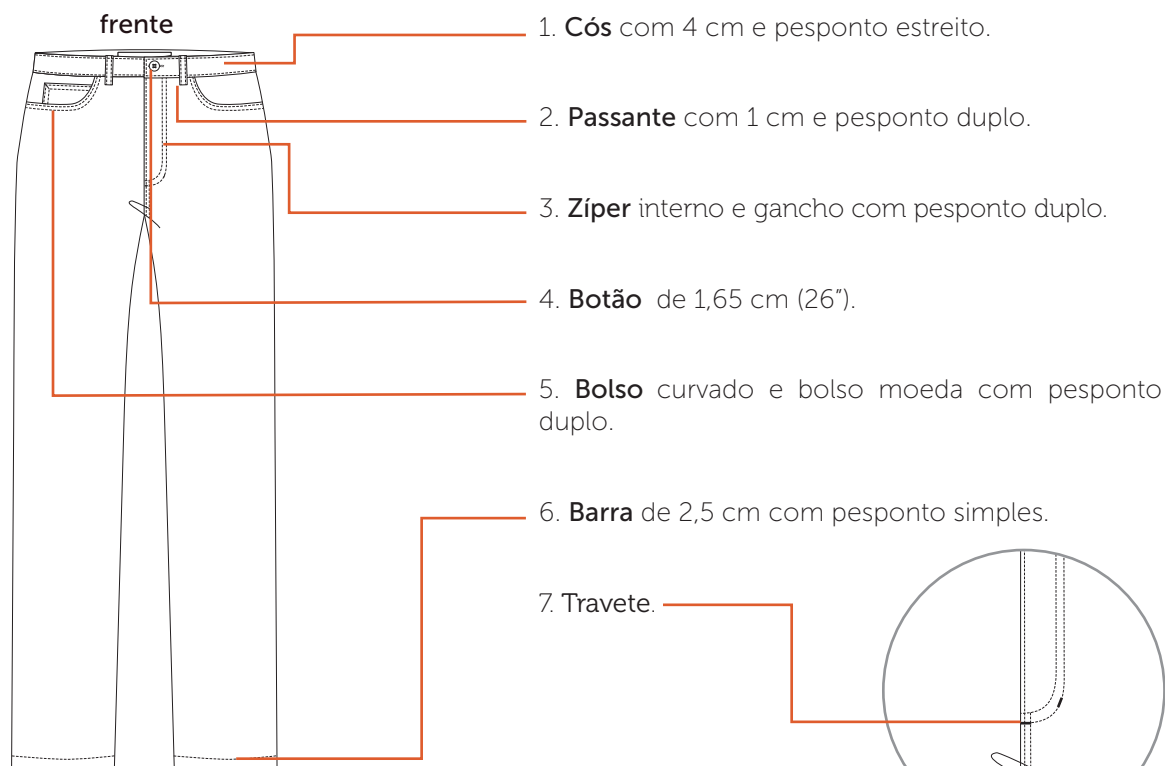 frente
1. Cós com 4 cm e pesponto estreito.
2. Passante com 1 cm e pesponto duplo.
3. Zíper interno e gancho com pesponto duplo.
4. Botão de 1,65 cm (26”).
5. Bolso curvado e bolso moeda com pesponto
duplo.
6. Barra de 2,5 cm com pesponto simples.
7. Travete.